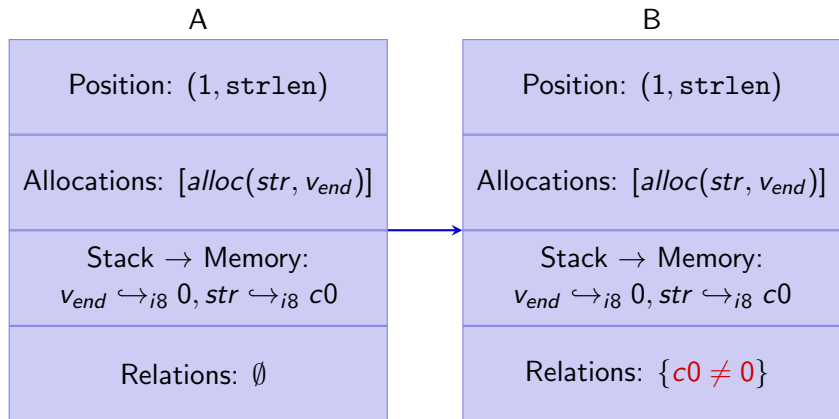 A
Position: (1, strlen)
Allocations: [alloc(str, v_end)]
Stack → Memory:
v_end ↪_i8 0, str ↪_i8 c0
Relations: ∅
B
Position: (1, strlen)
Allocations: [alloc(str, v_end)]
Stack → Memory:
v_end ↪_i8 0, str ↪_i8 c0
Relations: {c0 ≠ 0}